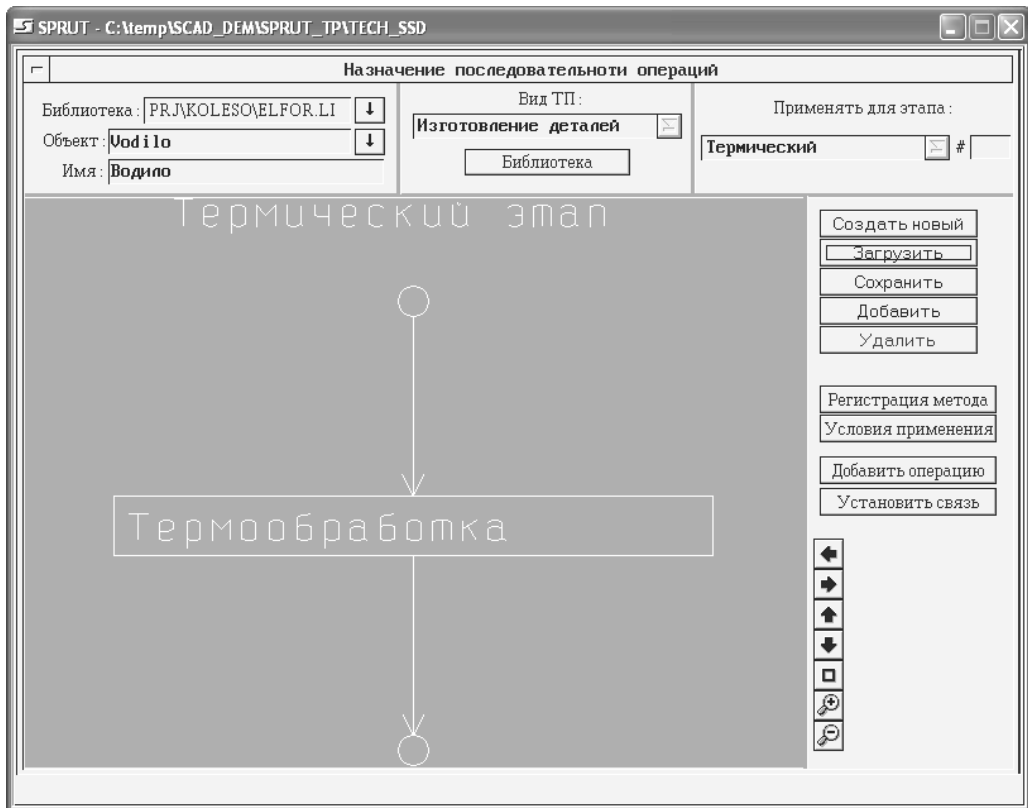 SPRUT - C:\temp\SCAD_DEM\SPRUT_TP\TECH_SSD
Назначение последовательноти операций
Библиотека: PRJ\KOLESO\ELFOR.LI
Объект: Vodilo
Имя: Водило
Вид ТП:
Изготовление деталей
Библиотека
Применять для этапа:
Термический #
Термический этап
Термообработка
Создать новый
Загрузить
Сохранить
Добавить
Удалить
Регистрация метода
Условия применения
Добавить операцию
Установить связь